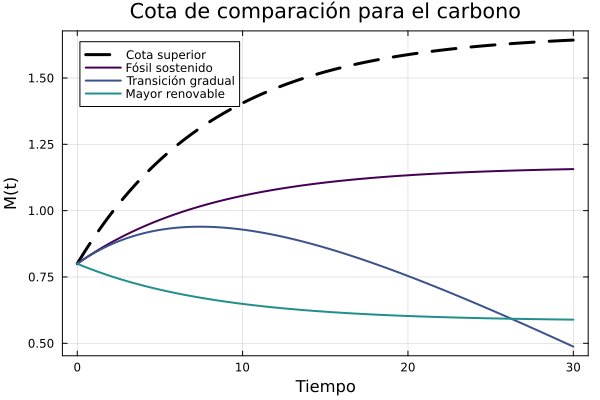 Cota de comparación para el carbono
Cota superior
Fósil sostenido
Transición gradual
Mayor renovable
M(t)
1.50
1.25
1.00
0.75
0.50
0
10
20
30
Tiempo